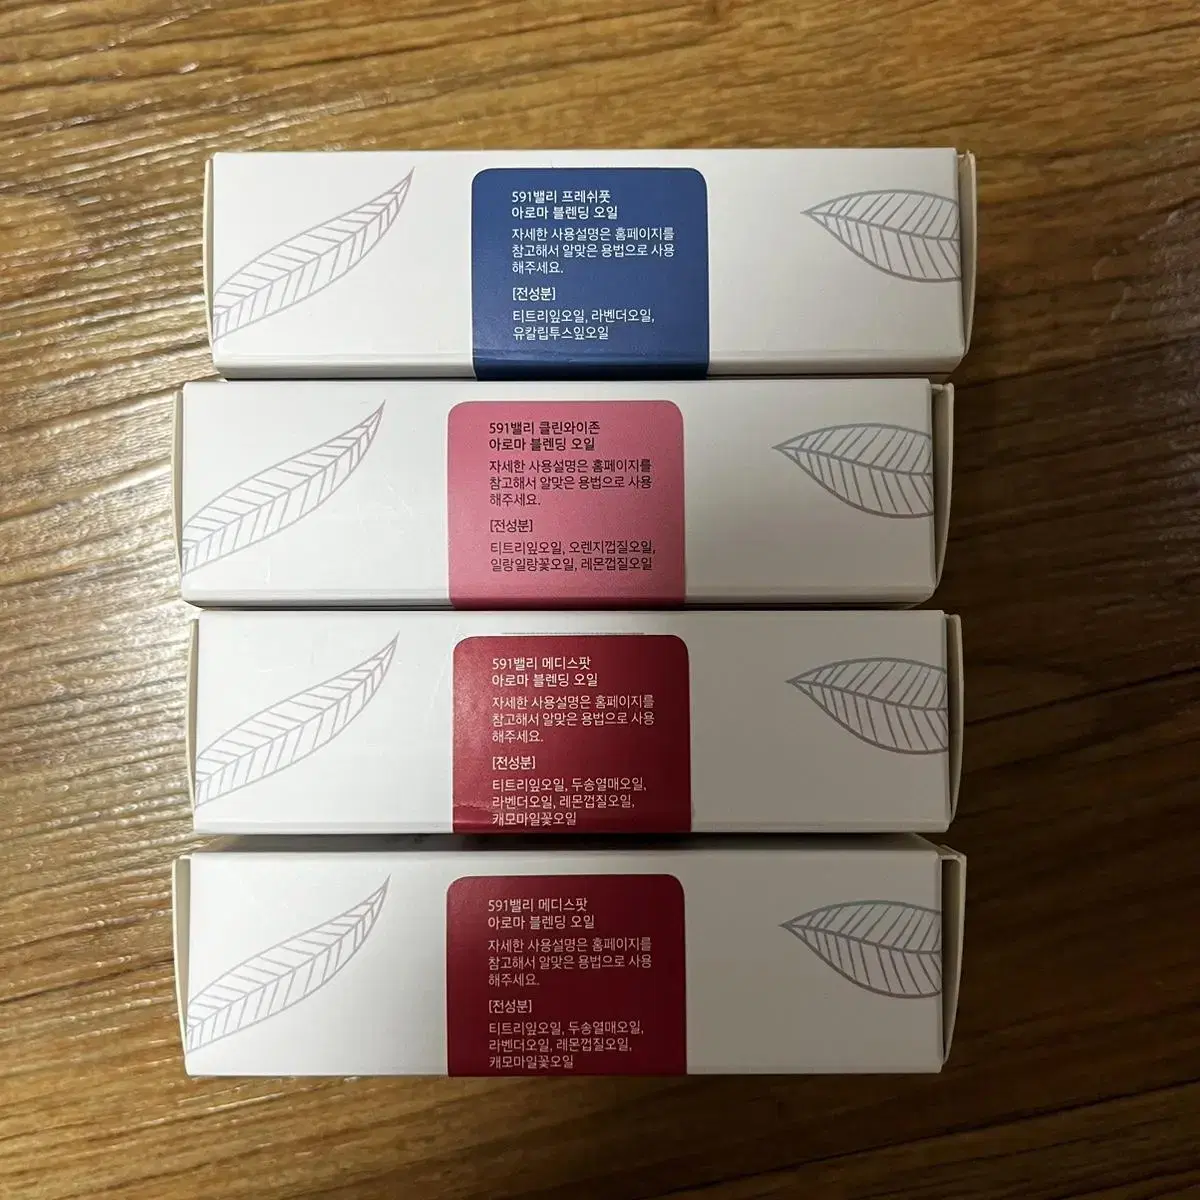 591밸리 프레쉬풋
아로마 블렌딩 오일
자세한 사용설명은 홈페이지를
참고해서 알맞은 용법으로 사용
해주세요.
[전성분]
티트리잎오일, 라벤더오일,
유칼립투스잎오일
591밸리 클린와이존
아로마 블렌딩 오일
자세한 사용설명은 홈페이지를
참고해서 알맞은 용법으로 사용
해주세요.
[전성분]
티트리잎오일, 오렌지껍질오일,
일랑일랑꽃오일, 레몬껍질오일
591밸리 메디스팟
아로마 블렌딩 오일
자세한 사용설명은 홈페이지를
참고해서 알맞은 용법으로 사용
해주세요.
[전성분]
티트리잎오일, 두송열매오일,
라벤더오일, 레몬껍질오일,
캐모마일꽃오일
591밸리 메디스팟
아로마 블렌딩 오일
자세한 사용설명은 홈페이지를
참고해서 알맞은 용법으로 사용
해주세요.
[전성분]
티트리잎오일, 두송열매오일,
라벤더오일, 레몬껍질오일,
캐모마일꽃오일